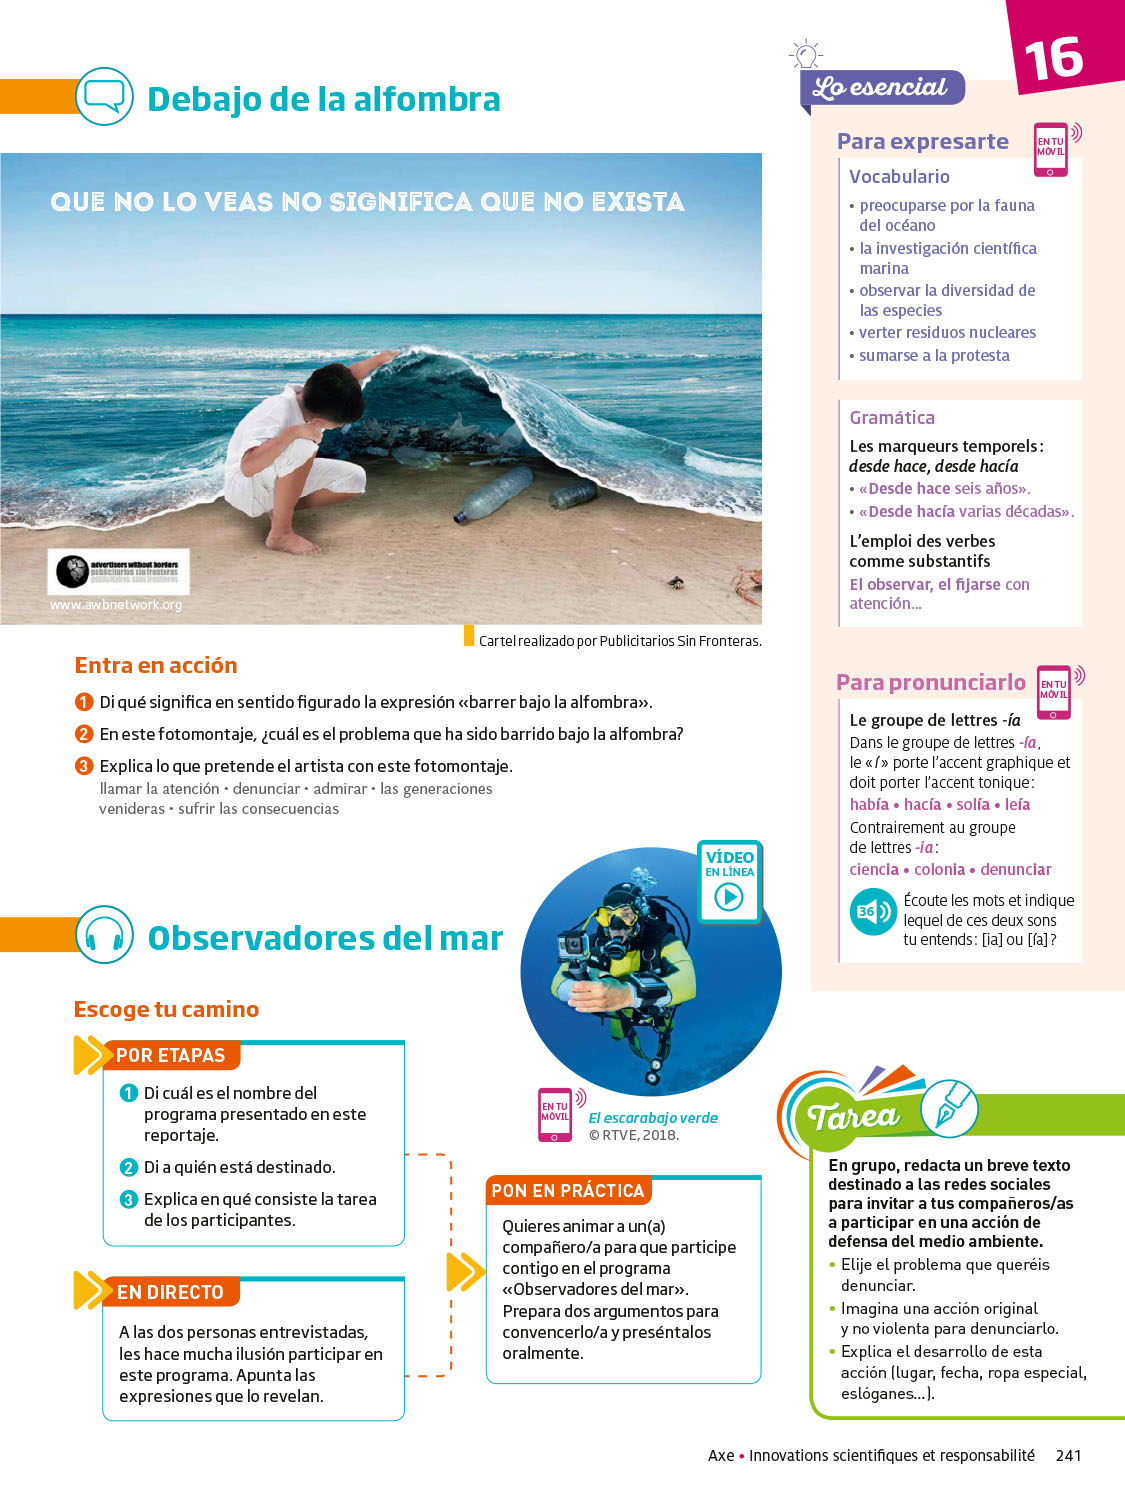 16
Debajo de la alfombra
QUE NO LO VEAS NO SIGNIFICA QUE NO EXISTA
advertisers without borders
publicitarios sin fronteras
publicitaires sans frontières
www.awbnetwork.org
Cartel realizado por Publicitarios Sin Fronteras.
Entra en acción
1 Di qué significa en sentido figurado la expresión «barrer bajo la alfombra».
2 En este fotomontaje, ¿cuál es el problema que ha sido barrido bajo la alfombra?
3 Explica lo que pretende el artista con este fotomontaje.
llamar la atención • denunciar • admirar • las generaciones
venideras • sufrir las consecuencias
Observadores del mar
VÍDEO
EN LÍNEA
Escoge tu camino
POR ETAPAS
1 Di cuál es el nombre del
programa presentado en este
reportaje.
2 Di a quién está destinado.
3 Explica en qué consiste la tarea
de los participantes.
EN DIRECTO
A las dos personas entrevistadas,
les hace mucha ilusión participar en
este programa. Apunta las
expresiones que lo revelan.
EN TU
MÓVIL
El escarabajo verde
© RTVE, 2018.
PON EN PRÁCTICA
Quieres animar a un(a)
compañero/a para que participe
contigo en el programa
«Observadores del mar».
Prepara dos argumentos para
convencerlo/a y preséntalos
oralmente.
Lo esencial
Para expresarte
EN TU
MÓVIL
Vocabulario
• preocuparse por la fauna
del océano
• la investigación científica
marina
• observar la diversidad de
las especies
• verter residuos nucleares
• sumarse a la protesta
Gramática
Les marqueurs temporels :
desde hace, desde hacía
• «Desde hace seis años».
• «Desde hacía varias décadas».
L'emploi des verbes
comme substantifs
El observar, el fijarse con
atención...
Para pronunciarlo
EN TU
MÓVIL
Le groupe de lettres -ía
Dans le groupe de lettres -ía,
le « í » porte l'accent graphique et
doit porter l'accent tonique :
había • hacía • solía • leía
Contrairement au groupe
de lettres -ia :
ciencia • colonia • denunciar
36
Écoute les mots et indique
lequel de ces deux sons
tu entends : [ia] ou [ía] ?
Tarea
En grupo, redacta un breve texto
destinado a las redes sociales
para invitar a tus compañeros/as
a participar en una acción de
defensa del medio ambiente.
• Elije el problema que queréis
denunciar.
• Imagina una acción original
y no violenta para denunciarlo.
• Explica el desarrollo de esta
acción (lugar, fecha, ropa especial,
eslóganes...).
Axe • Innovations scientifiques et responsabilité 241